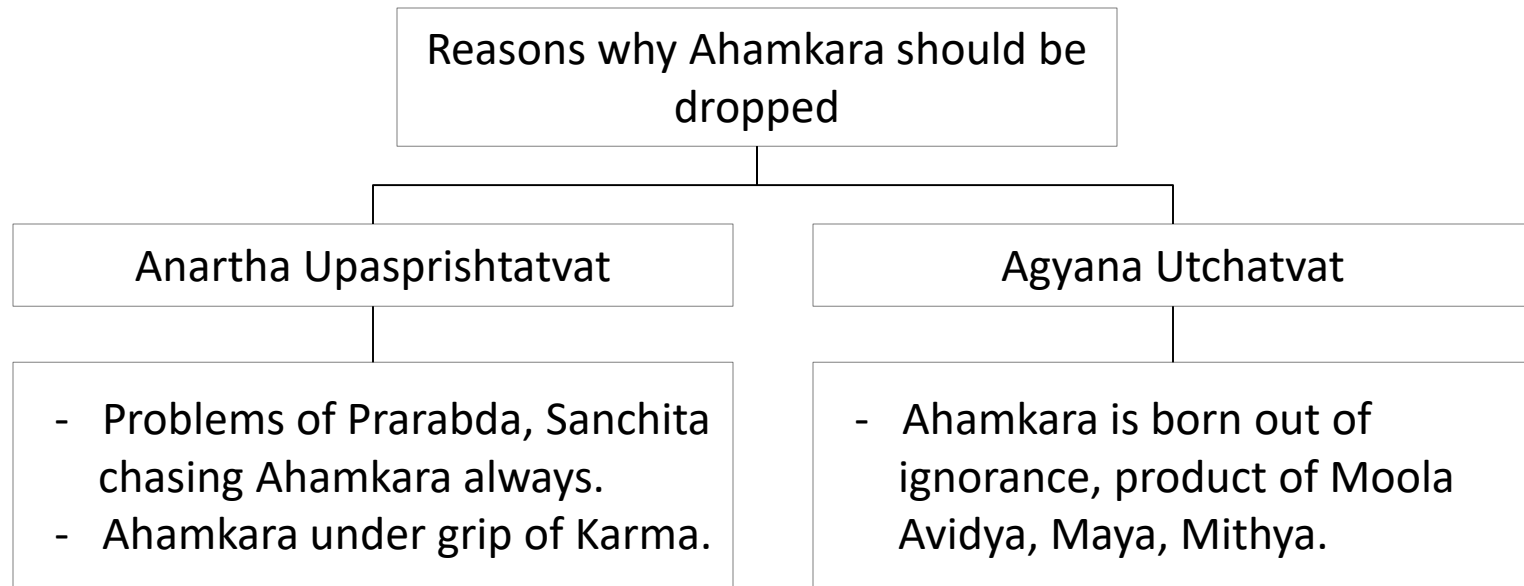 Reasons why Ahamkara should be
dropped
Anartha Upasprishtatvat
Agyana Utchatvat
- Problems of Prarabda, Sanchita
chasing Ahamkara always.
- Ahamkara under grip of Karma.
- Ahamkara is born out of
ignorance, product of Moola
Avidya, Maya, Mithya.